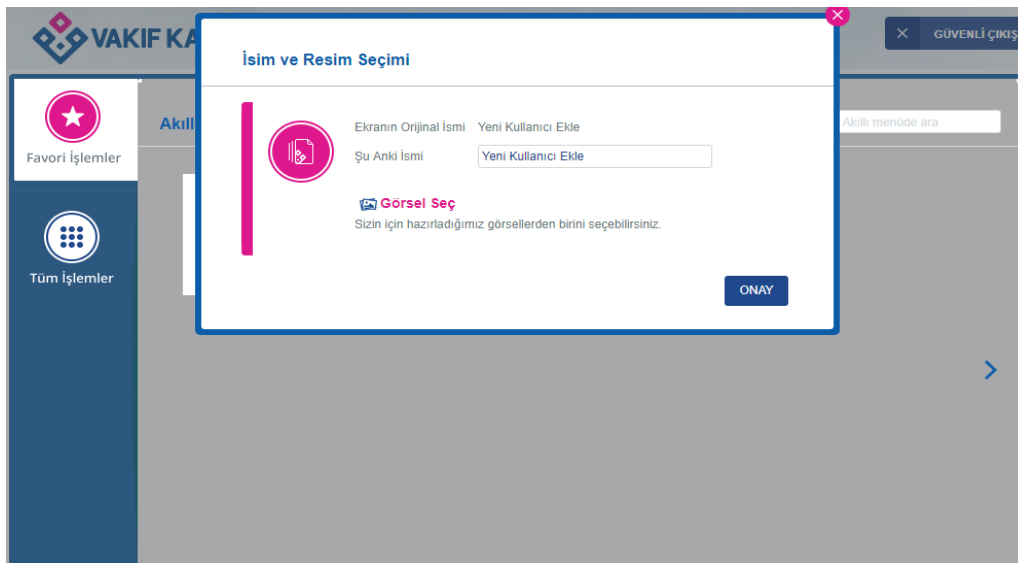 VAKIF KA
GÜVENLİ ÇIKIŞ
İsim ve Resim Seçimi
Favori İşlemler
Tüm İşlemler
Akıll
Akıllı menüde ara
Ekranın Orijinal İsmi Yeni Kullanıcı Ekle
Şu Anki İsmi Yeni Kullanıcı Ekle
Görsel Seç
Sizin için hazırladığımız görsellerden birini seçebilirsiniz.
ONAY